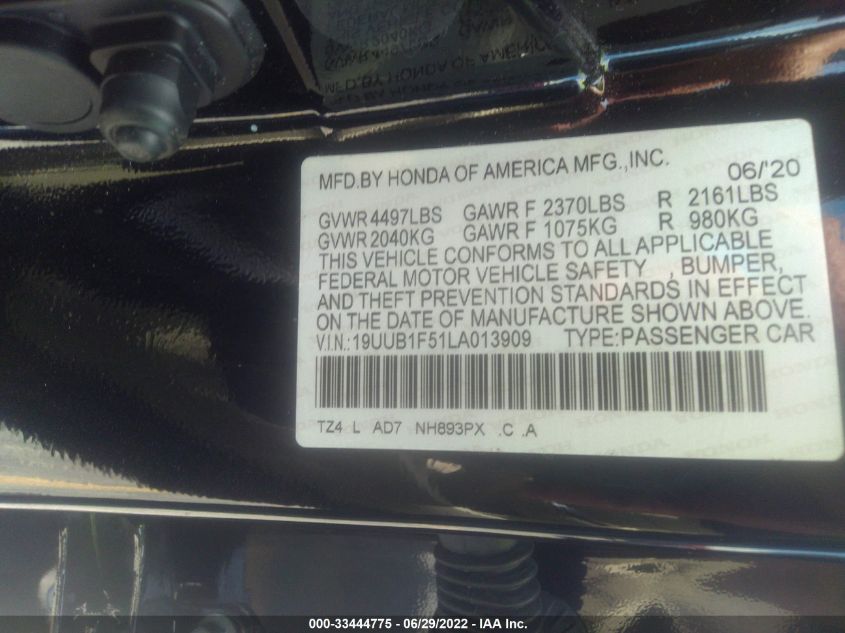 MFD.BY HONDA OF AMERICA MFG.,INC. 06/'20
GVWR 4497LBS GAWR F 2370LBS R 2161LBS
GVWR 2040KG GAWR F 1075KG R 980KG
THIS VEHICLE CONFORMS TO ALL APPLICABLE
FEDERAL MOTOR VEHICLE SAFETY , BUMPER,
AND THEFT PREVENTION STANDARDS IN EFFECT
ON THE DATE OF MANUFACTURE SHOWN ABOVE.
V.I.N.:19UUB1F51LA013909 TYPE:PASSENGER CAR
TZ4 L AD7 NH893PX .C .A
000-33444775 - 06/29/2022 - IAA Inc.